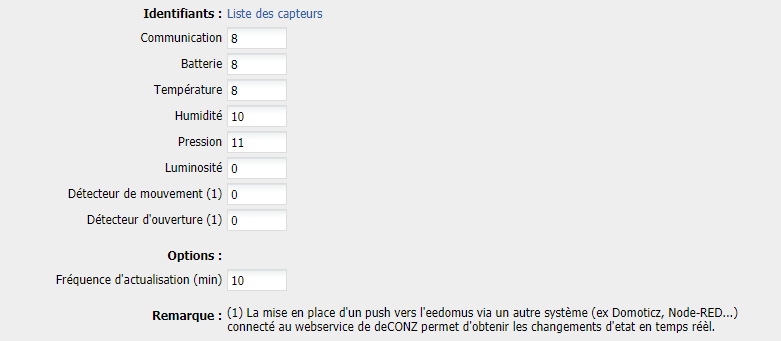 Identifiants : Liste des capteurs
Communication 8
Batterie 8
Température 8
Humidité 10
Pression 11
Luminosité 0
Détecteur de mouvement (1) 0
Détecteur d'ouverture (1) 0
Options :
Fréquence d'actualisation (min) 10
Remarque : (1) La mise en place d'un push vers l'eedomus via un autre système (ex Domoticz, Node-RED...)
connecté au webservice de deCONZ permet d'obtenir les changements d'etat en temps réèl.